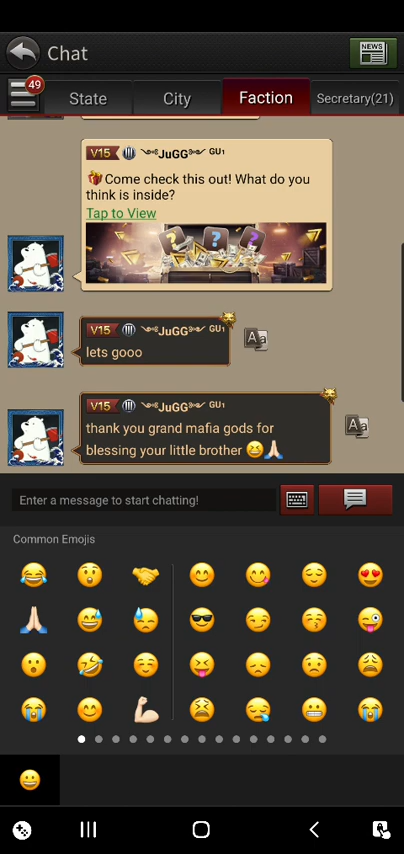 Chat
NEWS
49
State
City
Faction
Secretary(21)
V15 JuGG GU1
🎁Come check this out! What do you
think is inside?
Tap to View
? ? ?
V15 JuGG GU1
lets gooo
Aa
V15 JuGG GU1
thank you grand mafia gods for
blessing your little brother 😆🙏🏻
Aa
Enter a message to start chatting!
Common Emojis